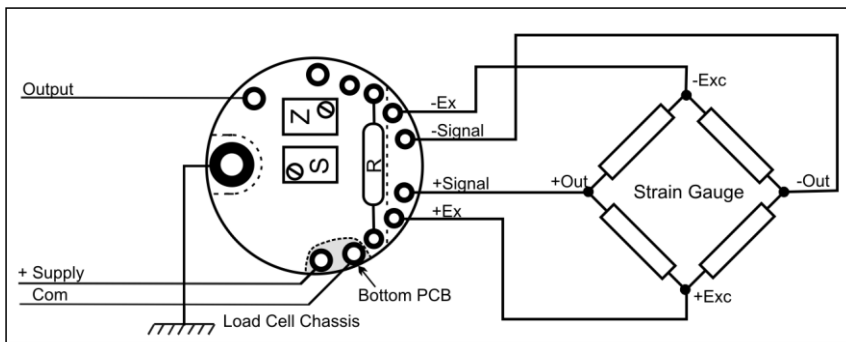 Output
Z
S
R
-Ex
-Signal
+Signal
+Ex
-Exc
+Out
Strain Gauge
-Out
+Exc
+ Supply
Com
Bottom PCB
Load Cell Chassis